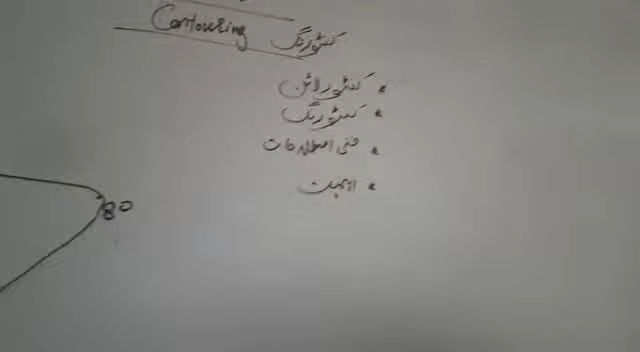 Contouring کنٹورنگ
• کنٹور لائن
• کنٹورنگ
• فنی اصطلاحات
• اہمیت
80